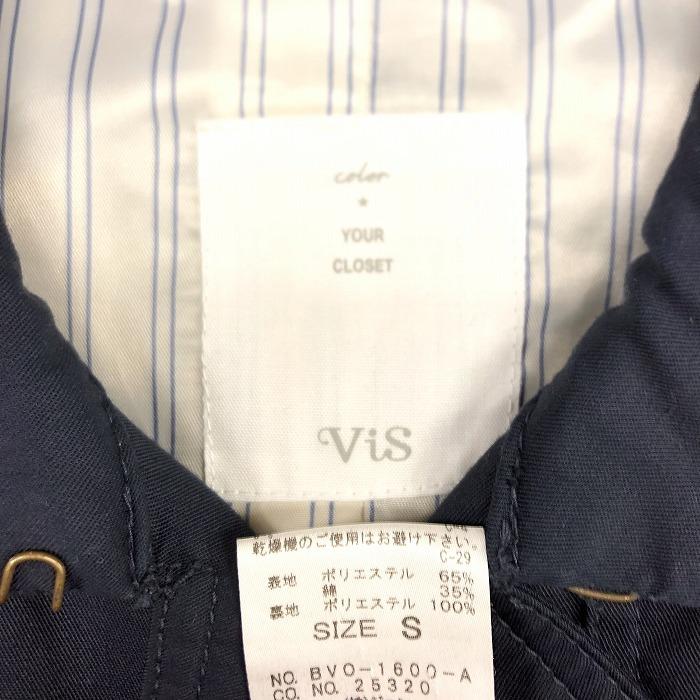 color
★
YOUR
CLOSET
ViS
乾燥機のご使用はお避け下さい。
C-29
表地 ポリエステル 65%
綿 35%
裏地 ポリエステル 100%
SIZE S
NO. BVO-1600-A
CO. NO. 25320